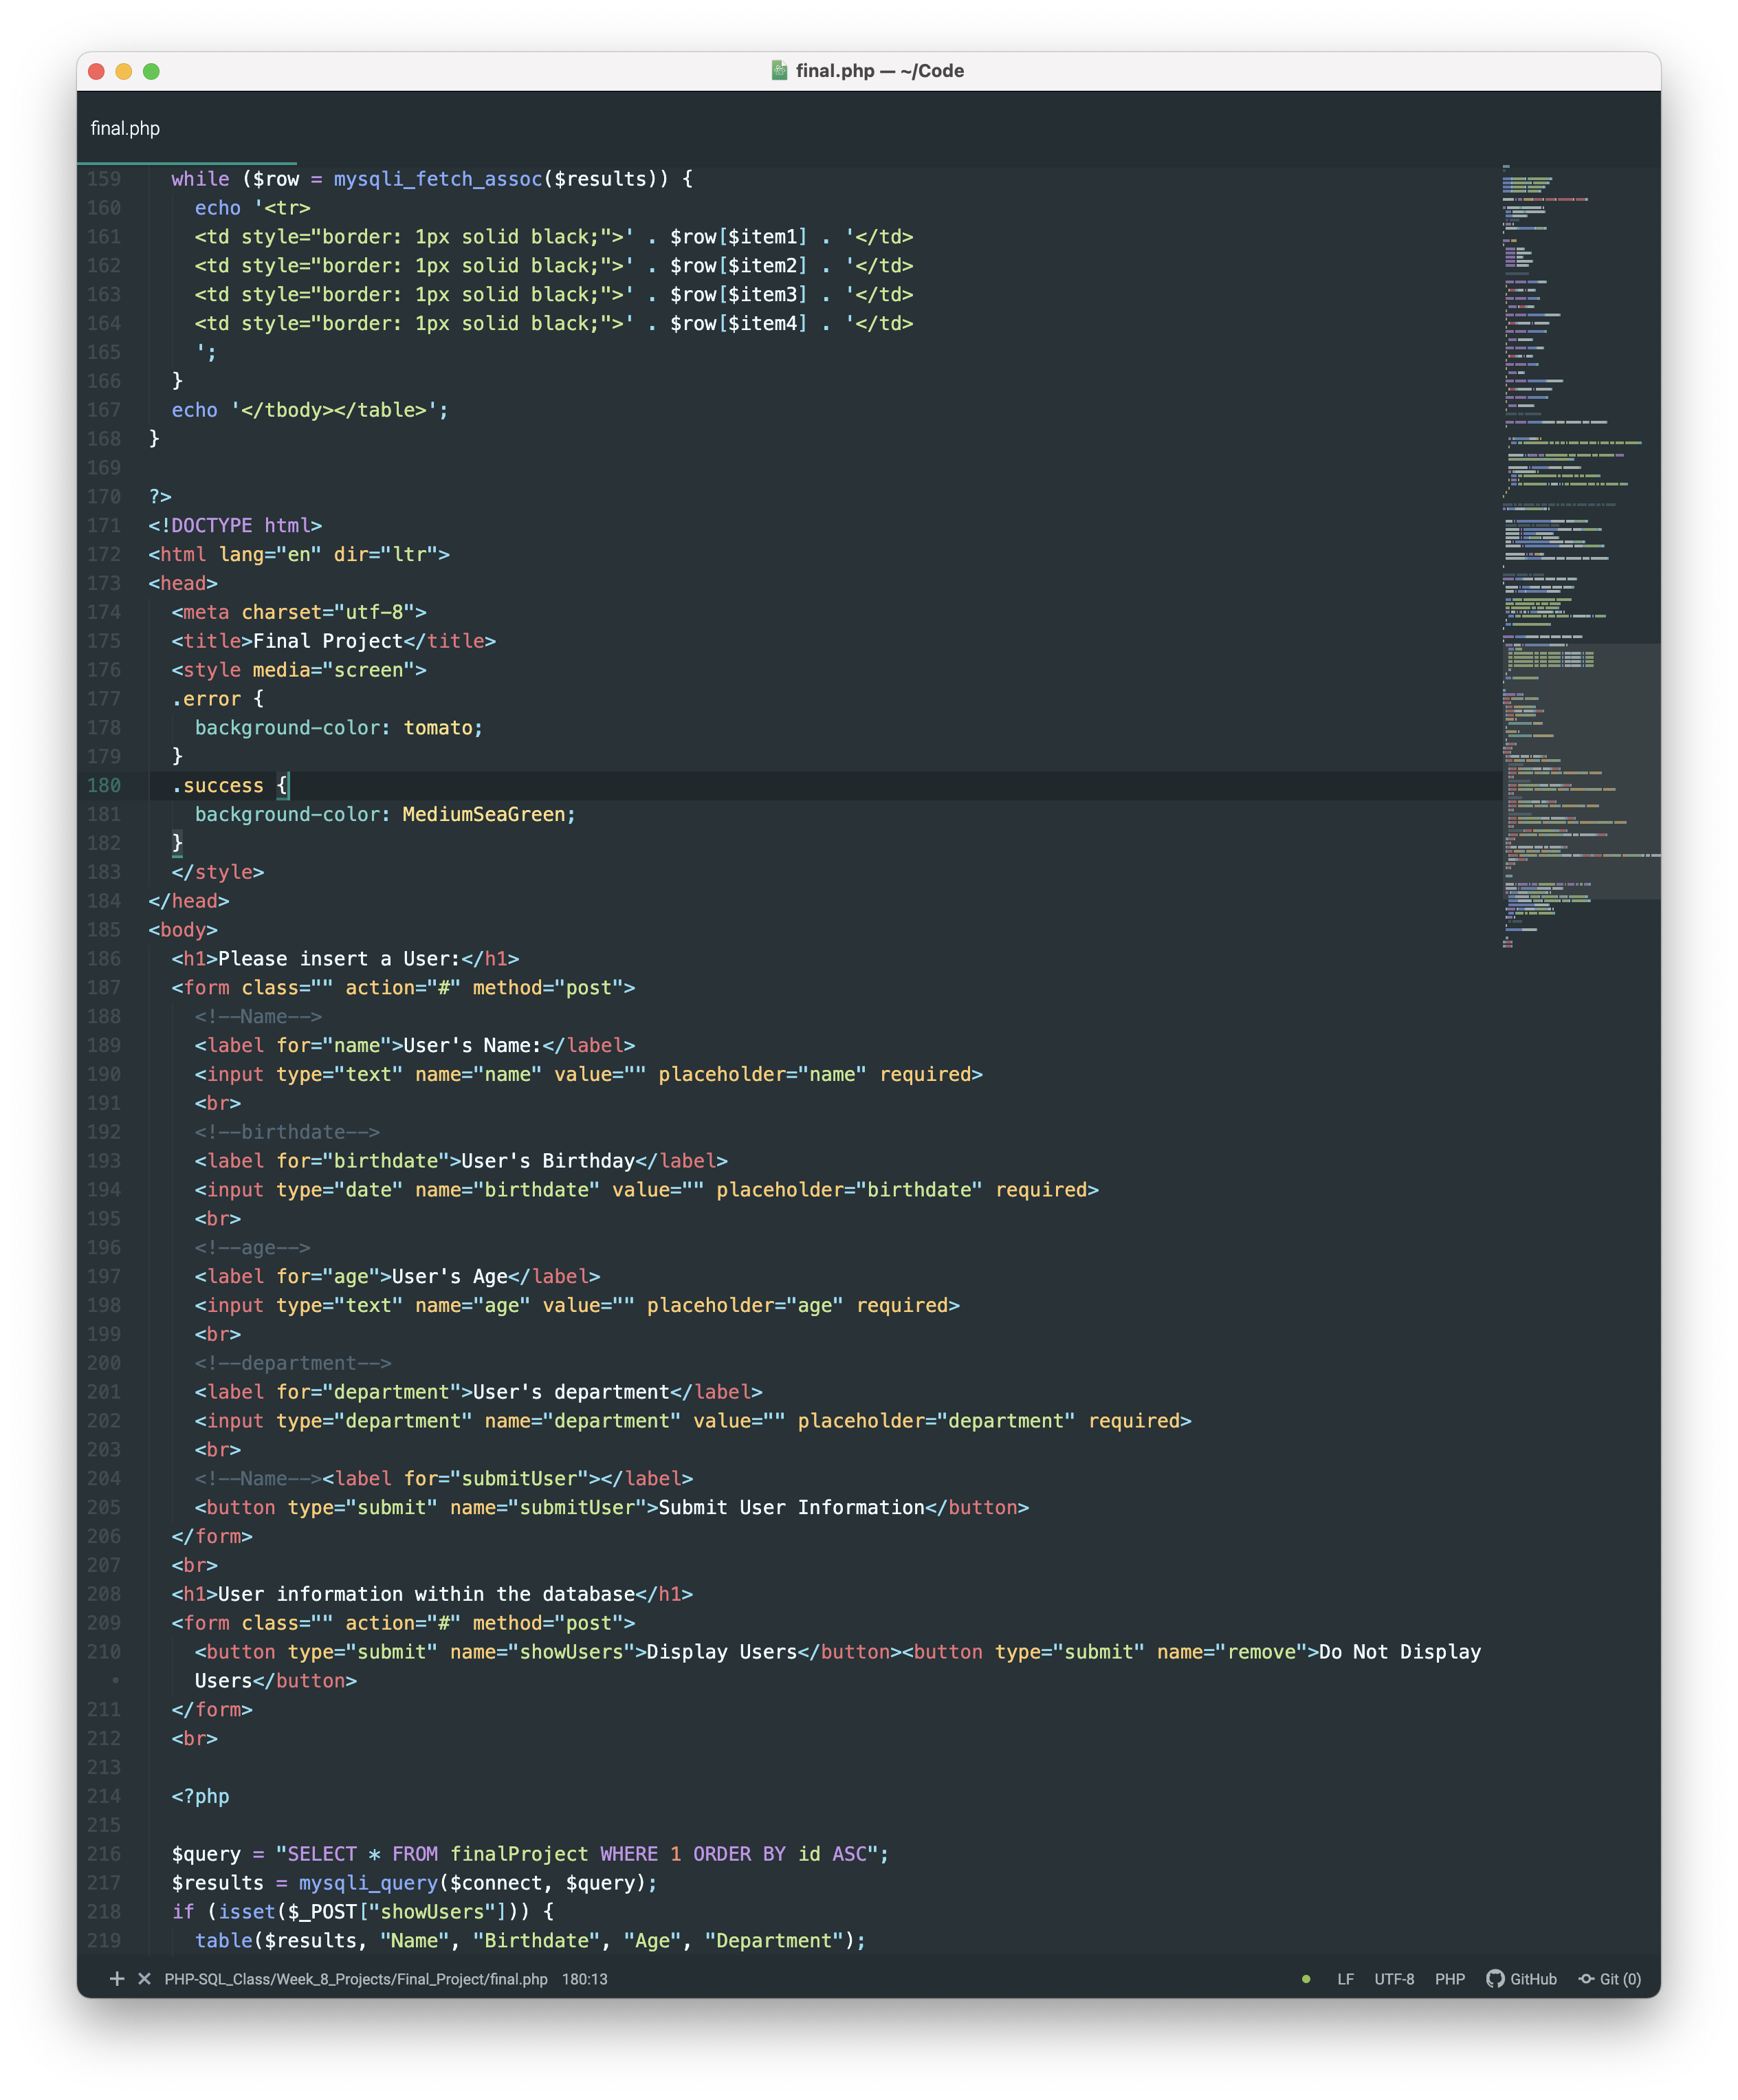 final.php — ~/Code
final.php
159 while ($row = mysqli_fetch_assoc($results)) {
160 echo '<tr>
161 <td style="border: 1px solid black;">' . $row[$item1] . '</td>
162 <td style="border: 1px solid black;">' . $row[$item2] . '</td>
163 <td style="border: 1px solid black;">' . $row[$item3] . '</td>
164 <td style="border: 1px solid black;">' . $row[$item4] . '</td>
165 ';
166 }
167 echo '</tbody></table>';
168 }
169
170 ?>
171 <!DOCTYPE html>
172 <html lang="en" dir="ltr">
173 <head>
174 <meta charset="utf-8">
175 <title>Final Project</title>
176 <style media="screen">
177 .error {
178 background-color: tomato;
179 }
180 .success {
181 background-color: MediumSeaGreen;
182 }
183 </style>
184 </head>
185 <body>
186 <h1>Please insert a User:</h1>
187 <form class="" action="#" method="post">
188 <!--Name-->
189 <label for="name">User's Name:</label>
190 <input type="text" name="name" value="" placeholder="name" required>
191 <br>
192 <!--birthdate-->
193 <label for="birthdate">User's Birthday</label>
194 <input type="date" name="birthdate" value="" placeholder="birthdate" required>
195 <br>
196 <!--age-->
197 <label for="age">User's Age</label>
198 <input type="text" name="age" value="" placeholder="age" required>
199 <br>
200 <!--department-->
201 <label for="department">User's department</label>
202 <input type="department" name="department" value="" placeholder="department" required>
203 <br>
204 <!--Name--><label for="submitUser"></label>
205 <button type="submit" name="submitUser">Submit User Information</button>
206 </form>
207 <br>
208 <h1>User information within the database</h1>
209 <form class="" action="#" method="post">
210 <button type="submit" name="showUsers">Display Users</button><button type="submit" name="remove">Do Not Display
• Users</button>
211 </form>
212 <br>
213
214 <?php
215
216 $query = "SELECT * FROM finalProject WHERE 1 ORDER BY id ASC";
217 $results = mysqli_query($connect, $query);
218 if (isset($_POST["showUsers"])) {
219 table($results, "Name", "Birthdate", "Age", "Department");
PHP-SQL_Class/Week_8_Projects/Final_Project/final.php 180:13 LF UTF-8 PHP GitHub Git (0)